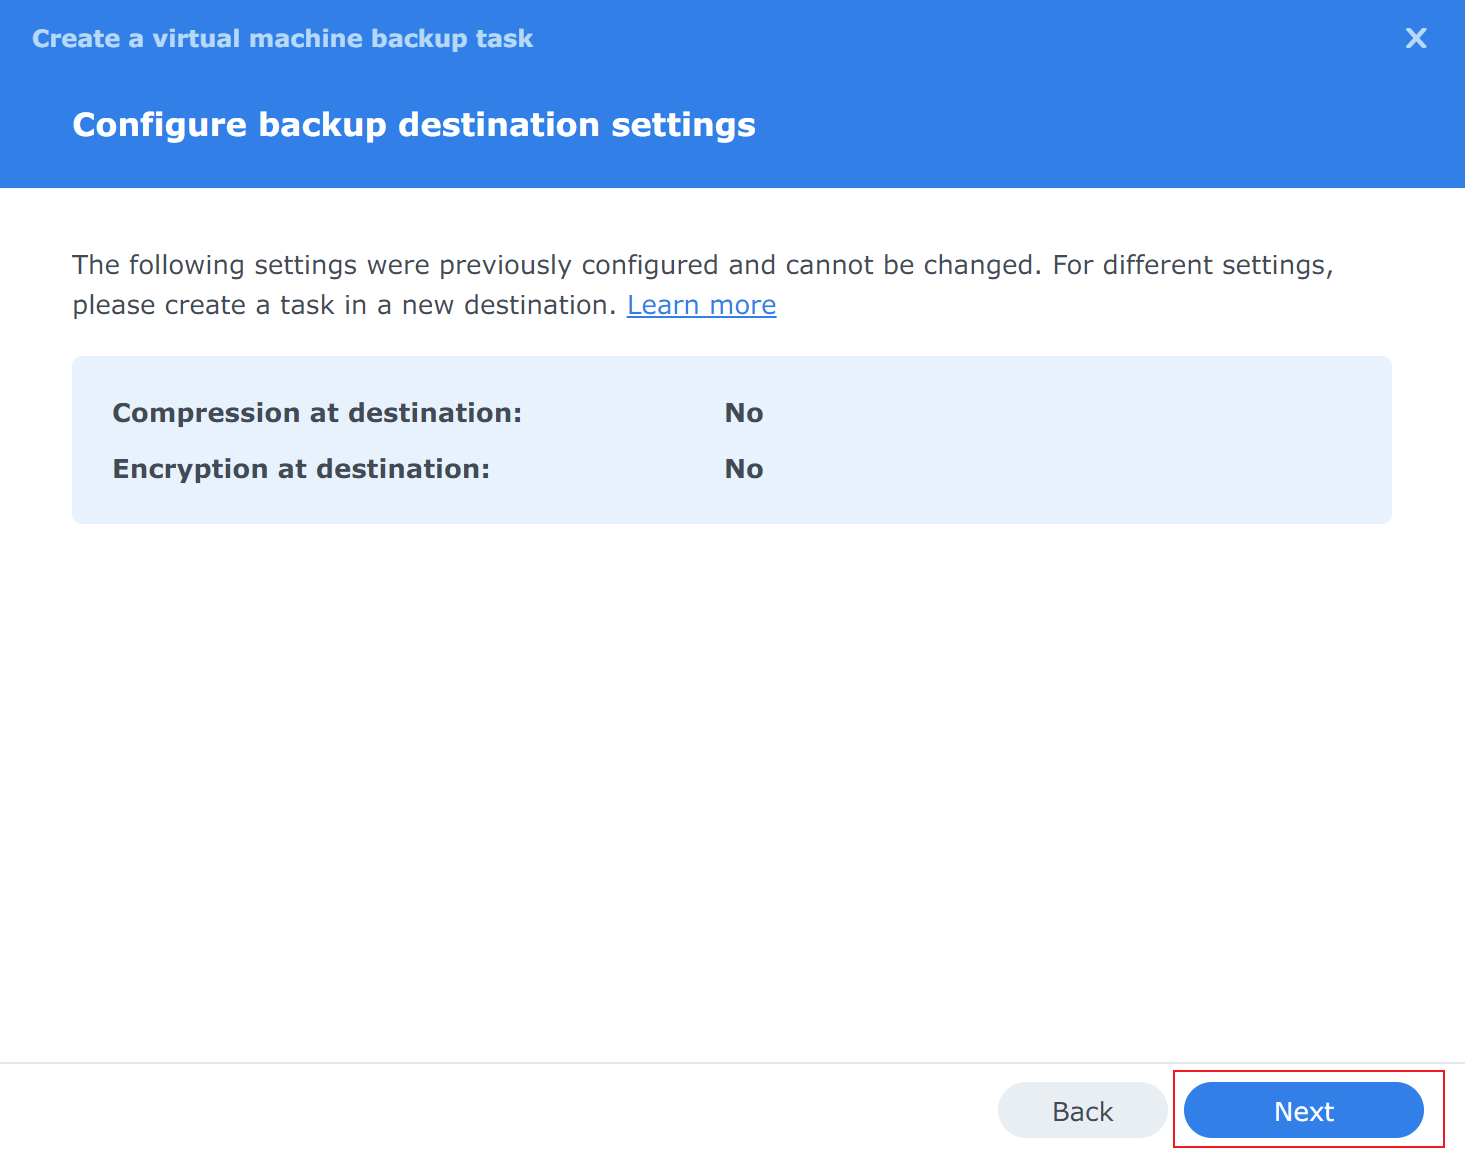 Create a virtual machine backup task
Configure backup destination settings
The following settings were previously configured and cannot be changed. For different settings,
please create a task in a new destination. Learn more
Compression at destination: No
Encryption at destination: No
Back Next